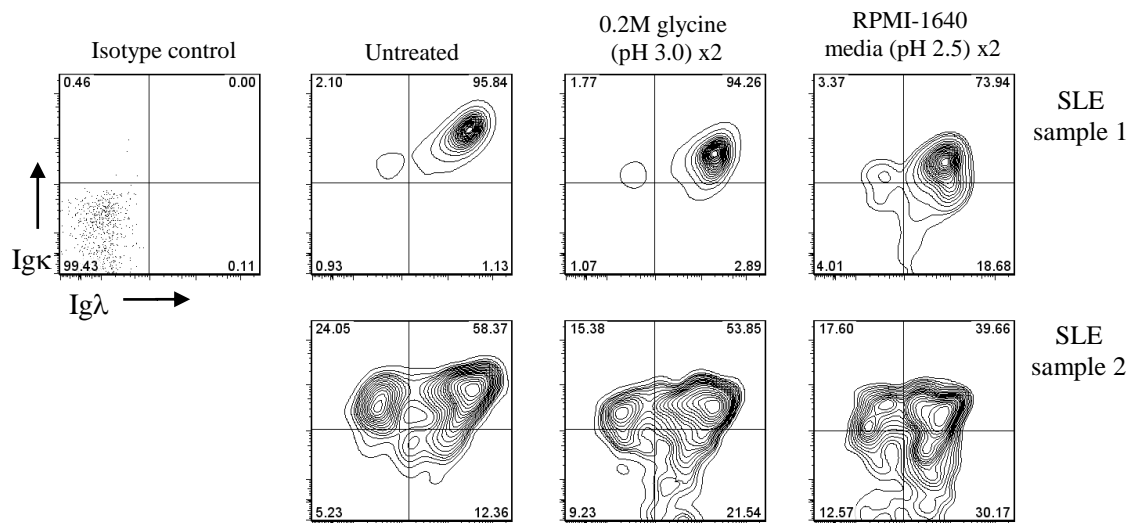 Isotype control
Untreated
0.2M glycine
(pH 3.0) x2
RPMI-1640
media (pH 2.5) x2
0.46 0.00
99.43 0.11
2.10 95.84
0.93 1.13
1.77 94.26
1.07 2.89
3.37 73.94
4.01 18.68
SLE
sample 1
Igκ
Igλ
24.05 58.37
5.23 12.36
15.38 53.85
9.23 21.54
17.60 39.66
12.57 30.17
SLE
sample 2